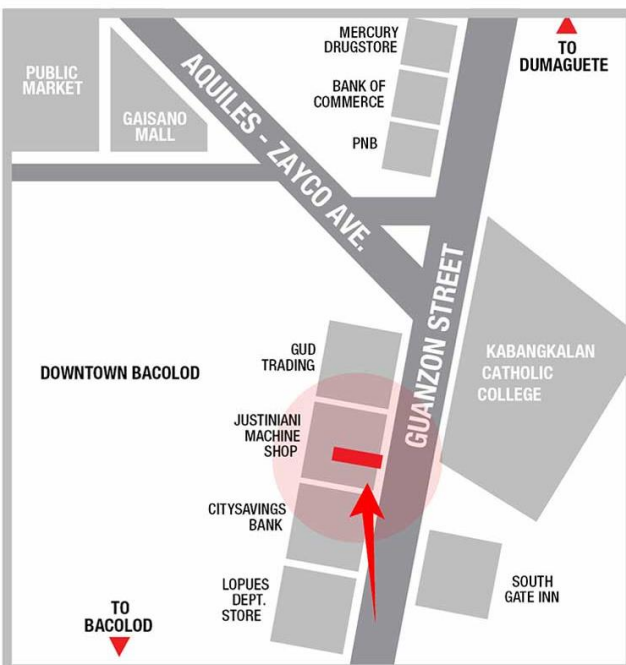 PUBLIC
MARKET
GAISANO
MALL
AQUILES - ZAYCO AVE.
MERCURY
DRUGSTORE
BANK OF
COMMERCE
PNB
TO
DUMAGUETE
GUANZON STREET
KABANGKALAN
CATHOLIC
COLLEGE
DOWNTOWN BACOLOD
GUD
TRADING
JUSTINIANI
MACHINE
SHOP
CITYSAVINGS
BANK
LOPUES
DEPT.
STORE
SOUTH
GATE INN
TO
BACOLOD